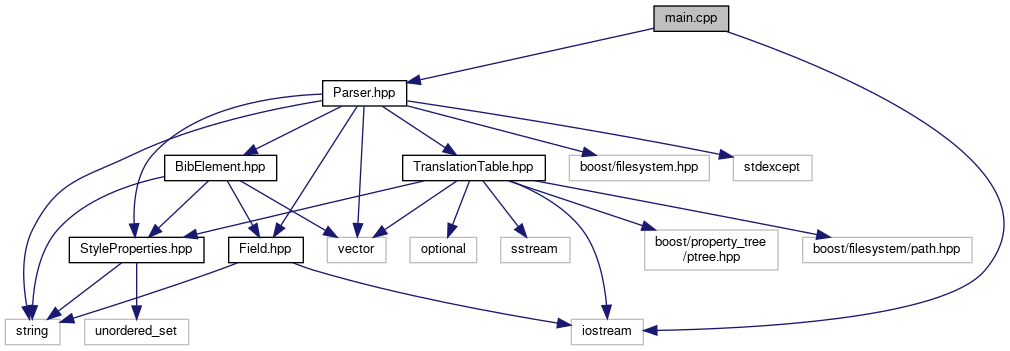 main.cpp
Parser.hpp
BibElement.hpp
TranslationTable.hpp
boost/filesystem.hpp
stdexcept
StyleProperties.hpp
Field.hpp
vector
optional
sstream
boost/property_tree
/ptree.hpp
boost/filesystem/path.hpp
string
unordered_set
iostream